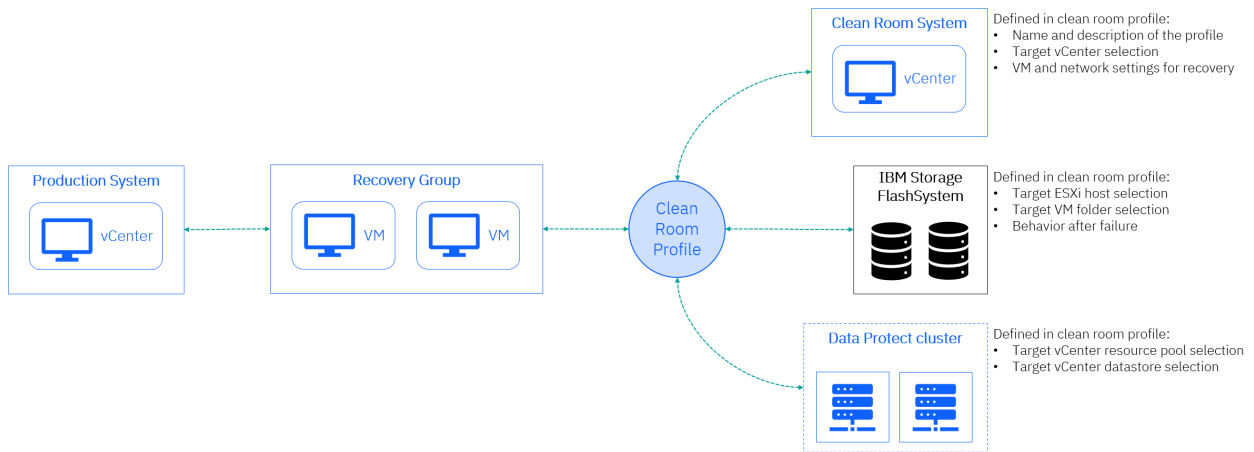 Production System
vCenter
Recovery Group
VM
VM
Clean
Room
Profile
Clean Room System
vCenter
Defined in clean room profile:
• Name and description of the profile
• Target vCenter selection
• VM and network settings for recovery
IBM Storage
FlashSystem
Defined in clean room profile:
• Target ESXi host selection
• Target VM folder selection
• Behavior after failure
Data Protect cluster
Defined in clean room profile:
• Target vCenter resource pool selection
• Target vCenter datastore selection